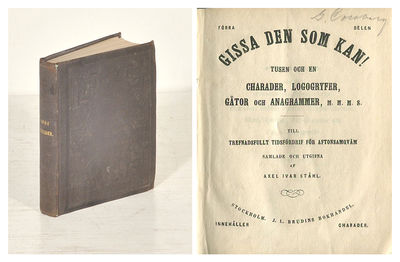 FÖRRA DELEN
GISSA DEN SOM KAN!
TUSEN OCH EN
CHARADER, LOGOGRYFER,
GÅTOR OCH ANAGRAMMER, M. M. M. S.
TILL
TREFNADSFULLT TIDSFÖRDRIF FÖR AFTONSAMQVÄM
SAMLADE OCH UTGIFNA
AF
AXEL IVAR STÅHL.
STOCKHOLM. J. L. BRUDINS BOKHANDEL.
INNEHÅLLER CHARADER.